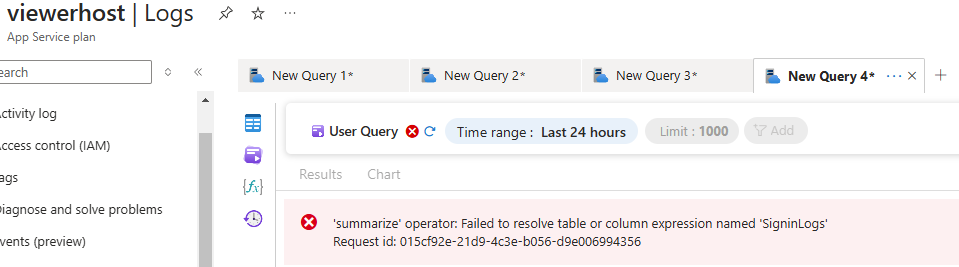 viewerhost | Logs
App Service plan
earch
Activity log
Access control (IAM)
ags
Diagnose and solve problems
vents (preview)
New Query 1*
New Query 2*
New Query 3*
New Query 4*
User Query
Time range : Last 24 hours
Limit : 1000
Add
{fx}
Results Chart
'summarize' operator: Failed to resolve table or column expression named 'SigninLogs'
Request id: 015cf92e-21d9-4c3e-b056-d9e006994356